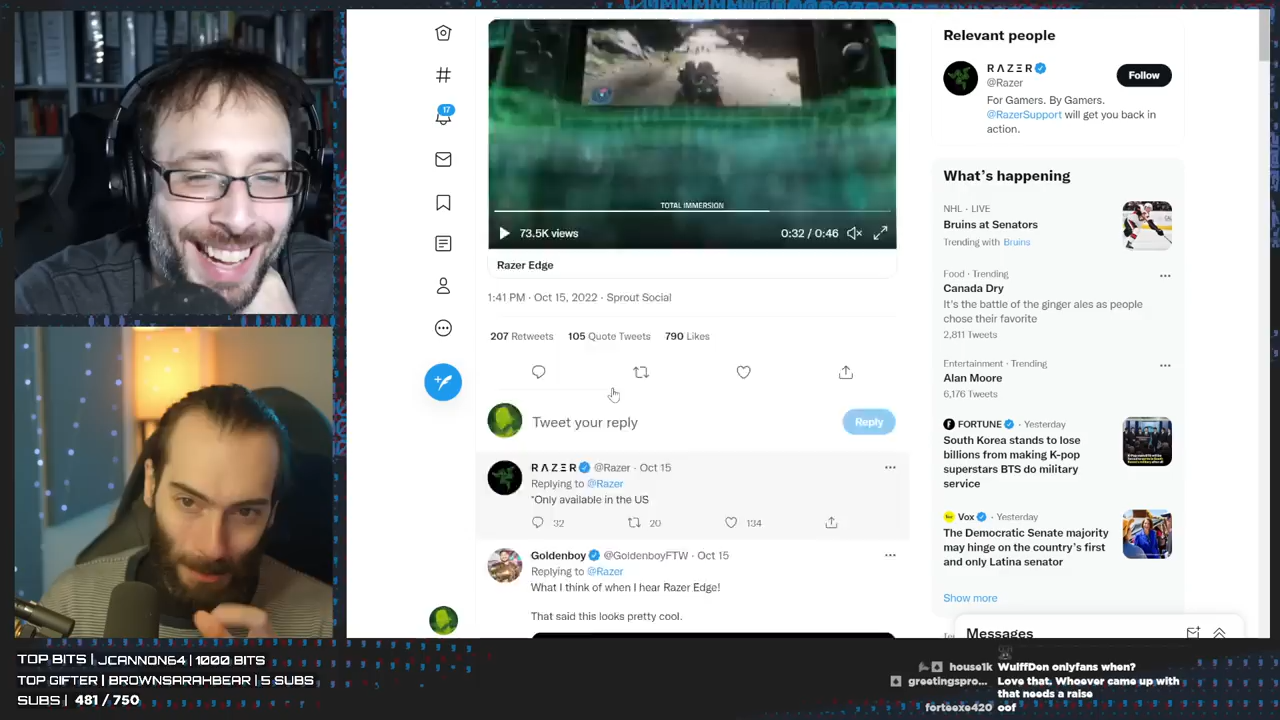 TOTAL IMMERSION
73.5K views
0:32 / 0:46
Razer Edge
1:41 PM · Oct 15, 2022 · Sprout Social
207 Retweets 105 Quote Tweets 790 Likes
Tweet your reply
Reply
R Λ Z Ξ R @Razer · Oct 15
Replying to @Razer
*Only available in the US
32 20 134
Goldenboy @GoldenboyFTW · Oct 15
Replying to @Razer
What I think of when I hear Razer Edge!
That said this looks pretty cool.
17
Relevant people
R Λ Z Ξ R
@Razer
Follow
For Gamers. By Gamers.
@RazerSupport will get you back in
action.
What's happening
NHL · LIVE
Bruins at Senators
Trending with Bruins
Food · Trending
Canada Dry
It's the battle of the ginger ales as people
chose their favorite
2,811 Tweets
Entertainment · Trending
Alan Moore
6,176 Tweets
FORTUNE · Yesterday
South Korea stands to lose
billions from making K-pop
superstars BTS do military
service
Vox · Yesterday
The Democratic Senate majority
may hinge on the country's first
and only Latina senator
Show more
Messages
TOP BITS | JCANNON64 | 1000 BITS
TOP GIFTER | BROWNSARAHBEAR | 5 SUBS
SUBS | 481 / 750
house1k WulffDen onlyfans when?
greetingspro... Love that. Whoever came up with
that needs a raise
forteexe420 oof